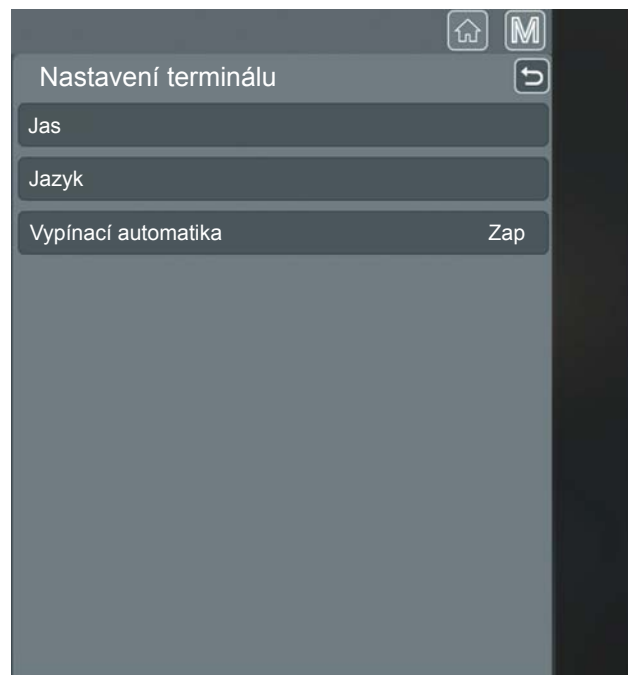 M
Nastavení terminálu
Jas
Jazyk
Vypínací automatika Zap